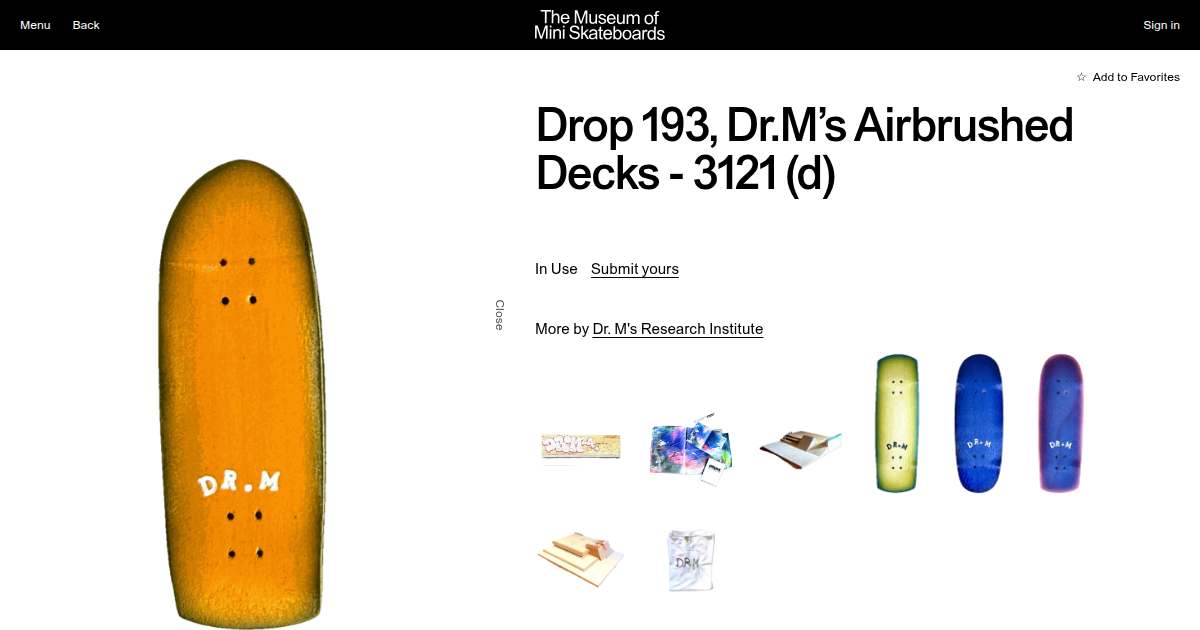 Menu
Back
The Museum of
Mini Skateboards
Sign in
☆ Add to Favorites
Drop 193, Dr.M’s Airbrushed
Decks - 3121 (d)
DR.M
Close
In Use
Submit yours
More by Dr. M's Research Institute
DR.M
DR.M
DR.M
DRM